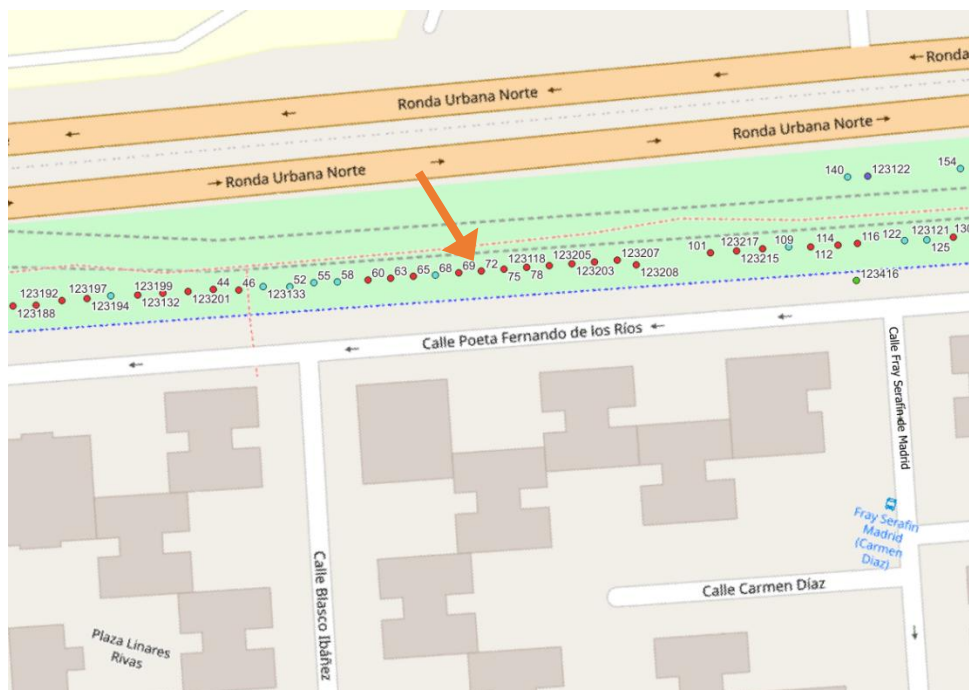 Ronda
Ronda Urbana Norte
Ronda Urbana Norte
Ronda Urbana Norte
140
123122
154
123192
123188
123197
123194
123199
123132
123201
44
46
123133
52
55
58
60
63
65
68
69
72
123118
75
78
123205
123203
123207
123208
101
123217
123215
109
114
112
116
122
123121
125
130
123416
Calle Poeta Fernando de los Ríos
Calle Fray Serafín de Madrid
Fray Serafín
Madrid
(Carmen
Diaz)
Calle Carmen Díaz
Calle Blasco Ibáñez
Plaza Linares
Rivas